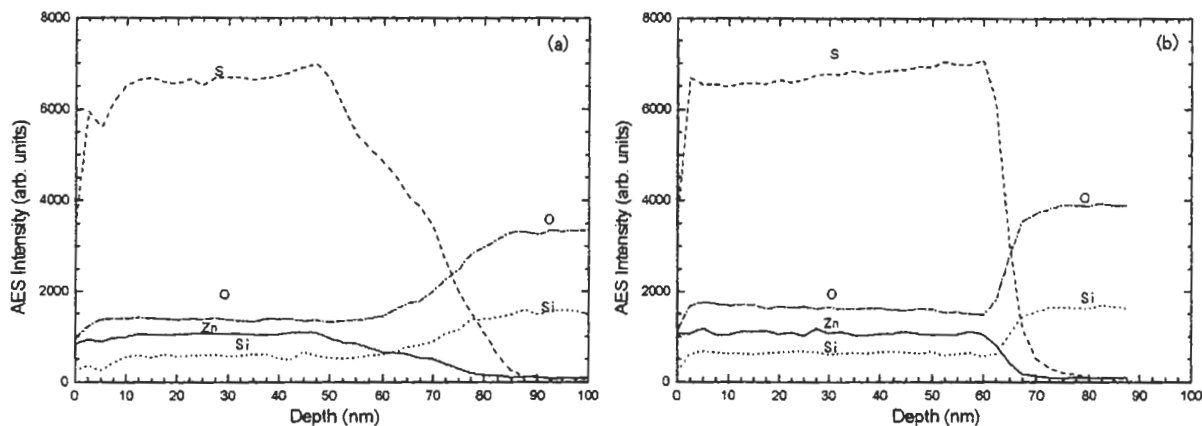 8000
6000
4000
2000
0
AES Intensity (arb. units)
(a)
S
O
O
Zn
Si
Si
0 10 20 30 40 50 60 70 80 90 100
Depth (nm)
8000
6000
4000
2000
0
AES Intensity (arb. units)
(b)
S
O
O
Si
Zn
Si
0 10 20 30 40 50 60 70 80 90 100
Depth (nm)